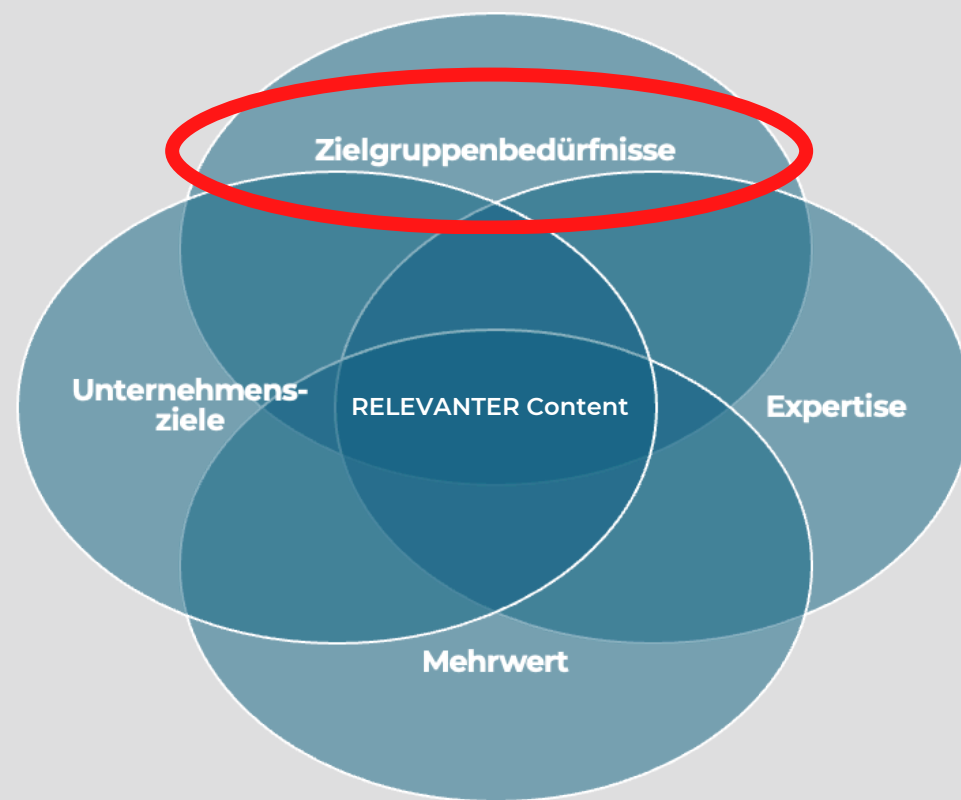 Zielgruppenbedürfnisse
Unternehmens-
ziele
RELEVANTER Content
Expertise
Mehrwert